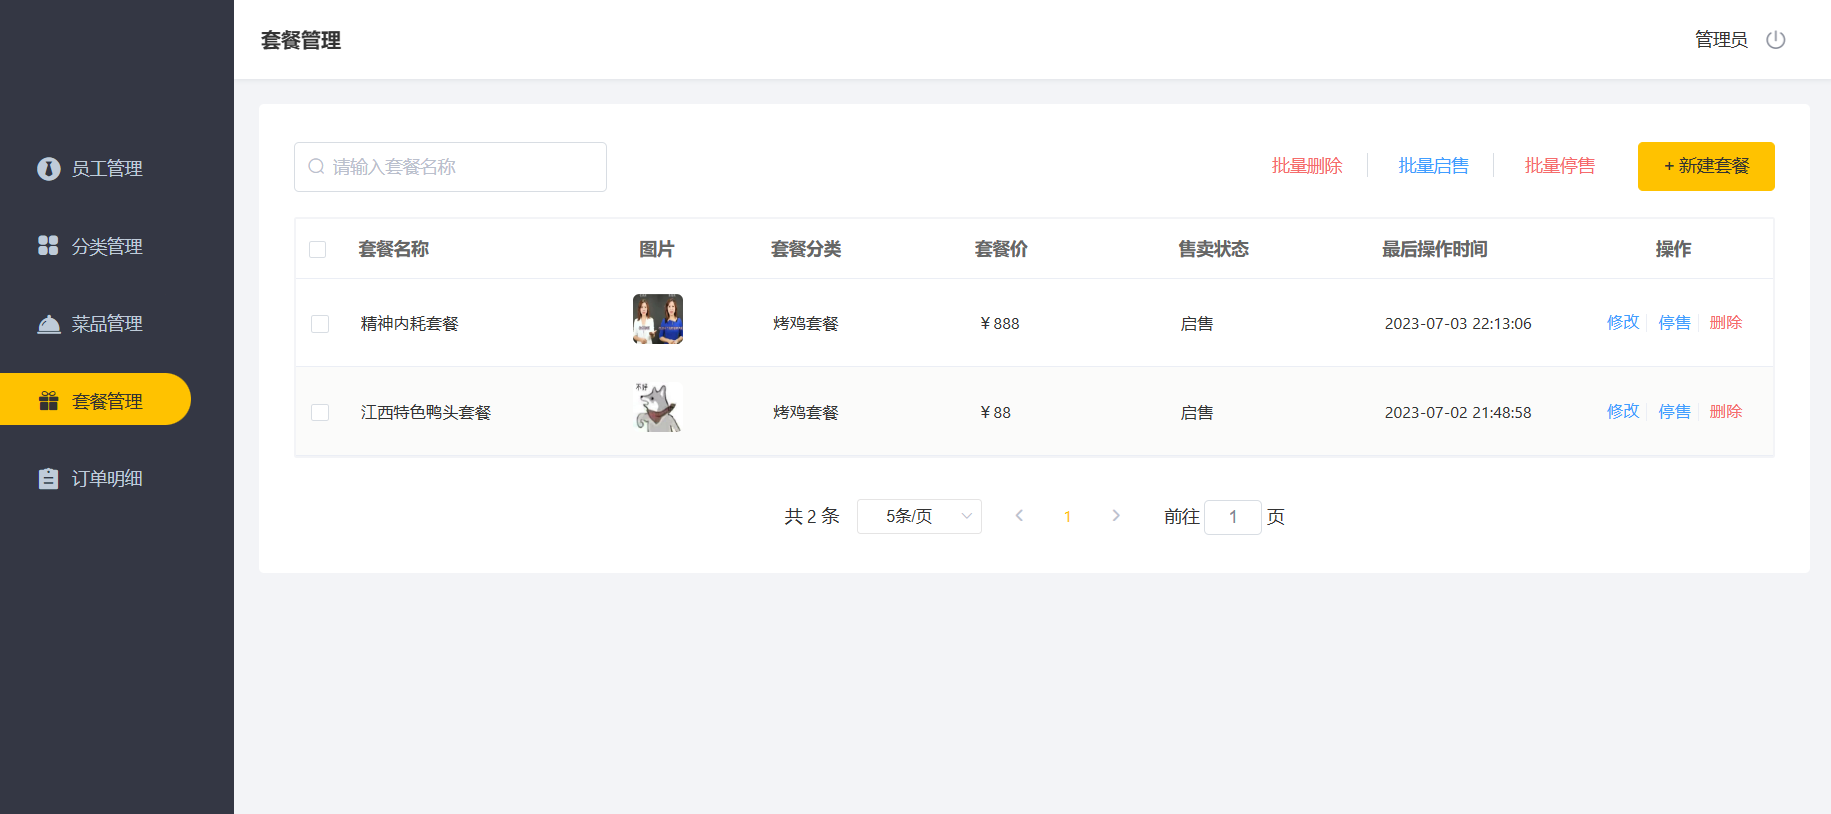 套餐管理
管理员
员工管理
分类管理
菜品管理
套餐管理
订单明细
请输入套餐名称
批量删除 批量启售 批量停售 + 新建套餐
套餐名称 图片 套餐分类 套餐价 售卖状态 最后操作时间 操作
精神内耗套餐 烤鸡套餐 ￥888 启售 2023-07-03 22:13:06 修改 停售 删除
不好
江西特色鸭头套餐 烤鸡套餐 ￥88 启售 2023-07-02 21:48:58 修改 停售 删除
共 2 条 5条/页 1 前往 1 页